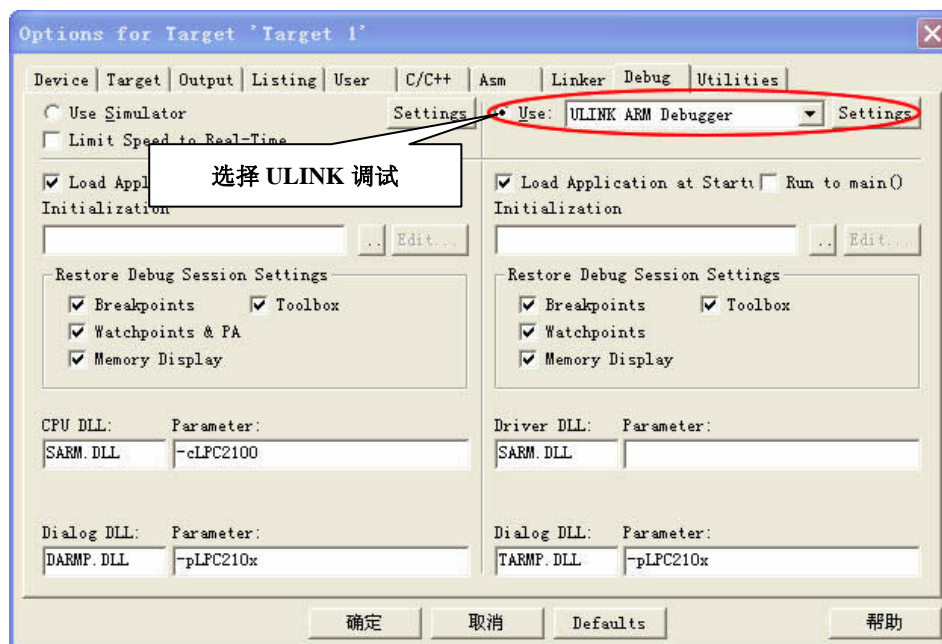 Options for Target 'Target 1'
Device Target Output Listing User C/C++ Asm Linker Debug Utilities
Use Simulator Settings
Limit Speed to Real-Time
Use: ULINK ARM Debugger Settings
选择 ULINK 调试
Load Appl
Initialization
.. Edit...
Load Application at Startu Run to main()
Initialization
.. Edit...
Restore Debug Session Settings
Breakpoints Toolbox
Watchpoints & PA
Memory Display
Restore Debug Session Settings
Breakpoints Toolbox
Watchpoints
Memory Display
CPU DLL: Parameter:
SARM.DLL -cLPC2100
Driver DLL: Parameter:
SARM.DLL
Dialog DLL: Parameter:
DARMP.DLL -pLPC210x
Dialog DLL: Parameter:
TARMP.DLL -pLPC210x
确定 取消 Defaults 帮助